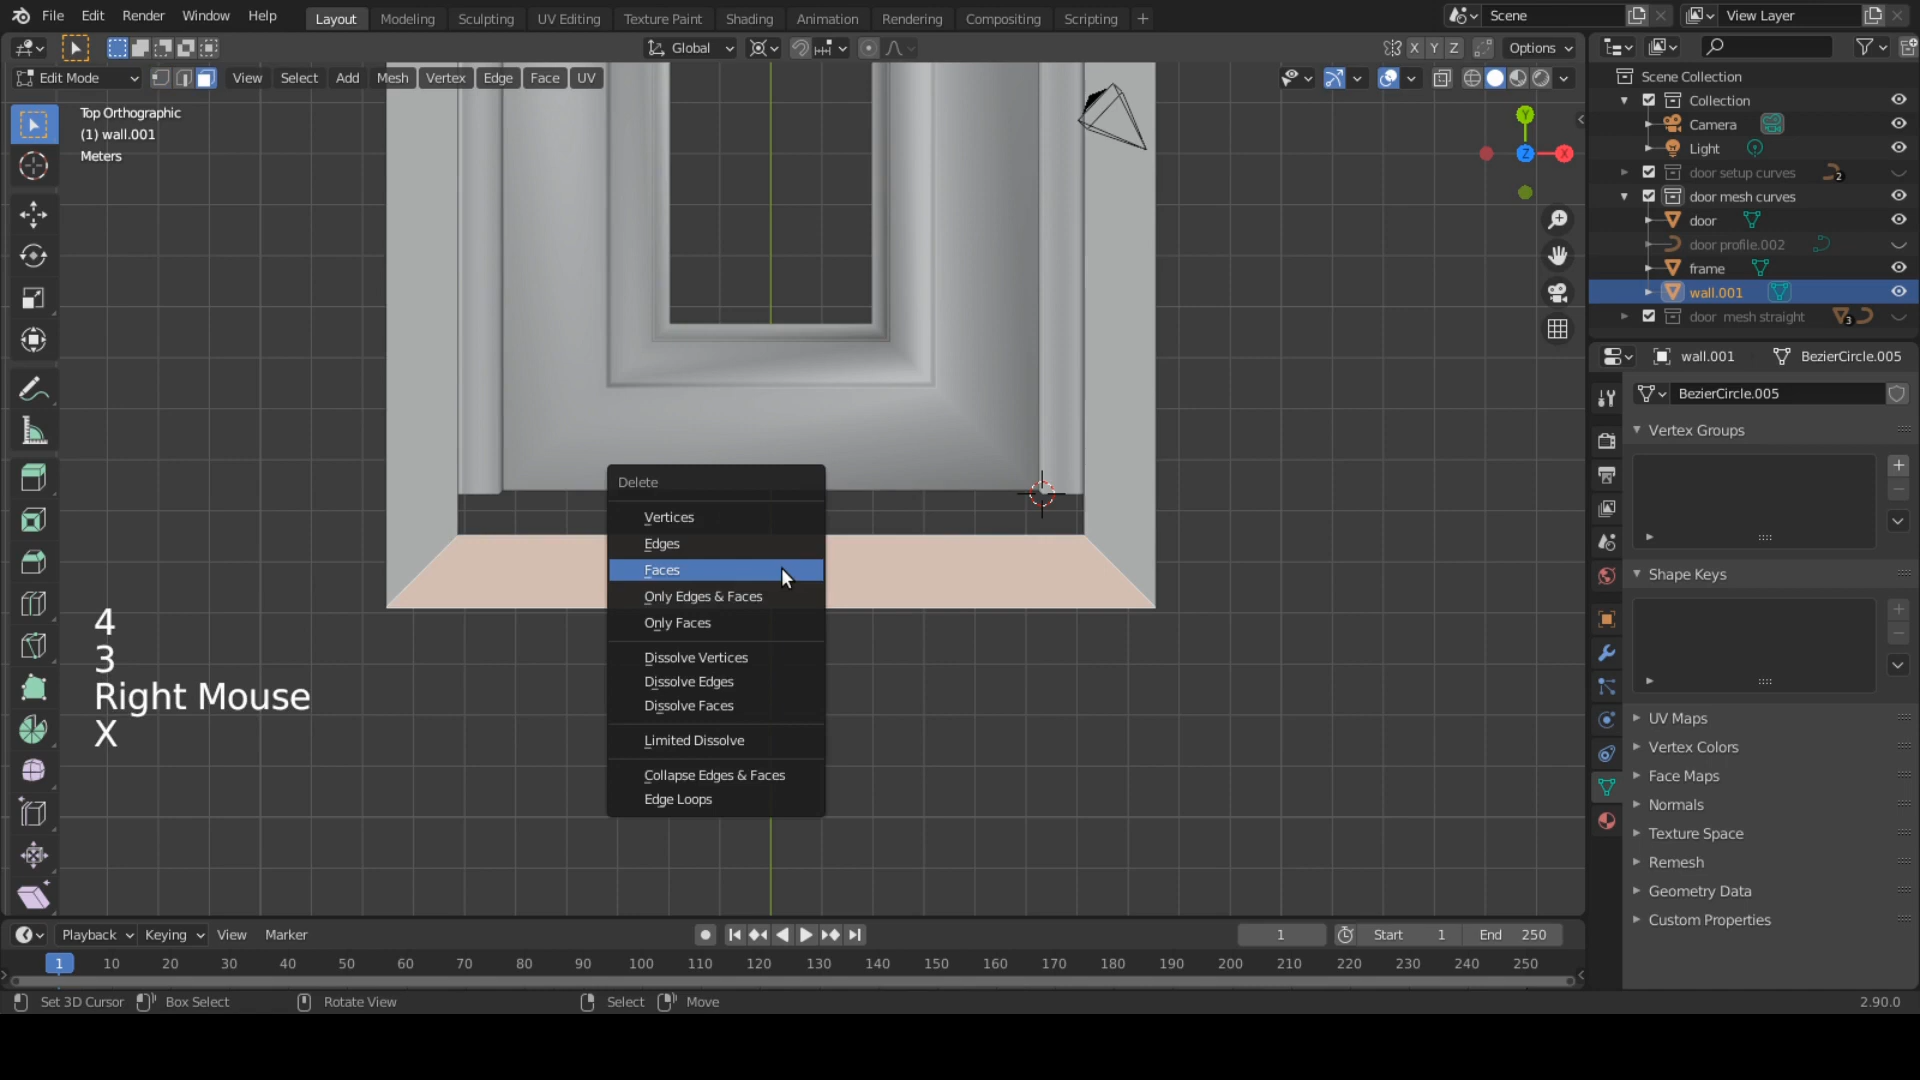 File Edit Render Window Help Layout Modeling Sculpting UV Editing Texture Paint Shading Animation Rendering Compositing Scripting + Scene View Layer
Global X Y Z Options
Edit Mode View Select Add Mesh Vertex Edge Face UV
Top Orthographic
(1) wall.001
Meters
Y
Z
X
Scene Collection
Collection
Camera
Light
door setup curves 2
door mesh curves
door
door profile.002
frame
wall.001
door mesh straight 3
wall.001 BezierCircle.005
BezierCircle.005
Vertex Groups
Shape Keys
UV Maps
Vertex Colors
Face Maps
Normals
Texture Space
Remesh
Geometry Data
Custom Properties
Delete
Vertices
Edges
Faces
Only Edges & Faces
Only Faces
Dissolve Vertices
Dissolve Edges
Dissolve Faces
Limited Dissolve
Collapse Edges & Faces
Edge Loops
4
3
Right Mouse
X
Playback Keying View Marker 1 Start 1 End 250
1 10 20 30 40 50 60 70 80 90 100 110 120 130 140 150 160 170 180 190 200 210 220 230 240 250
Set 3D Cursor Box Select Rotate View Select Move 2.90.0